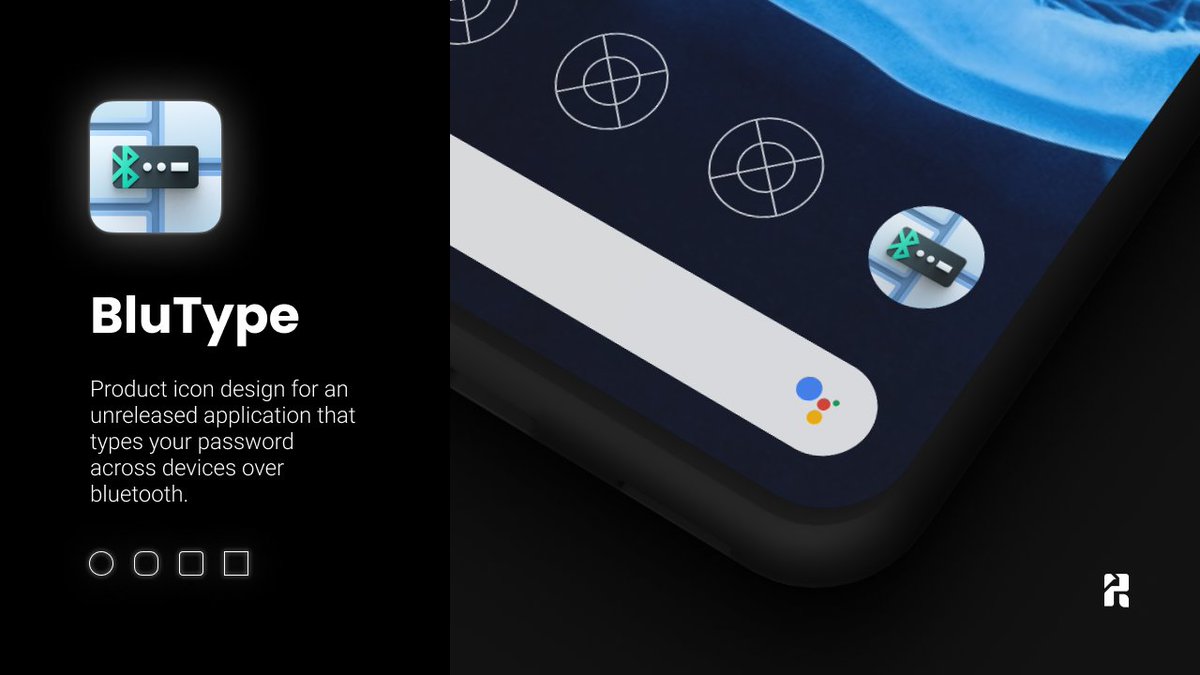 BluType
Product icon design for an
unreleased application that
types your password
across devices over
bluetooth.